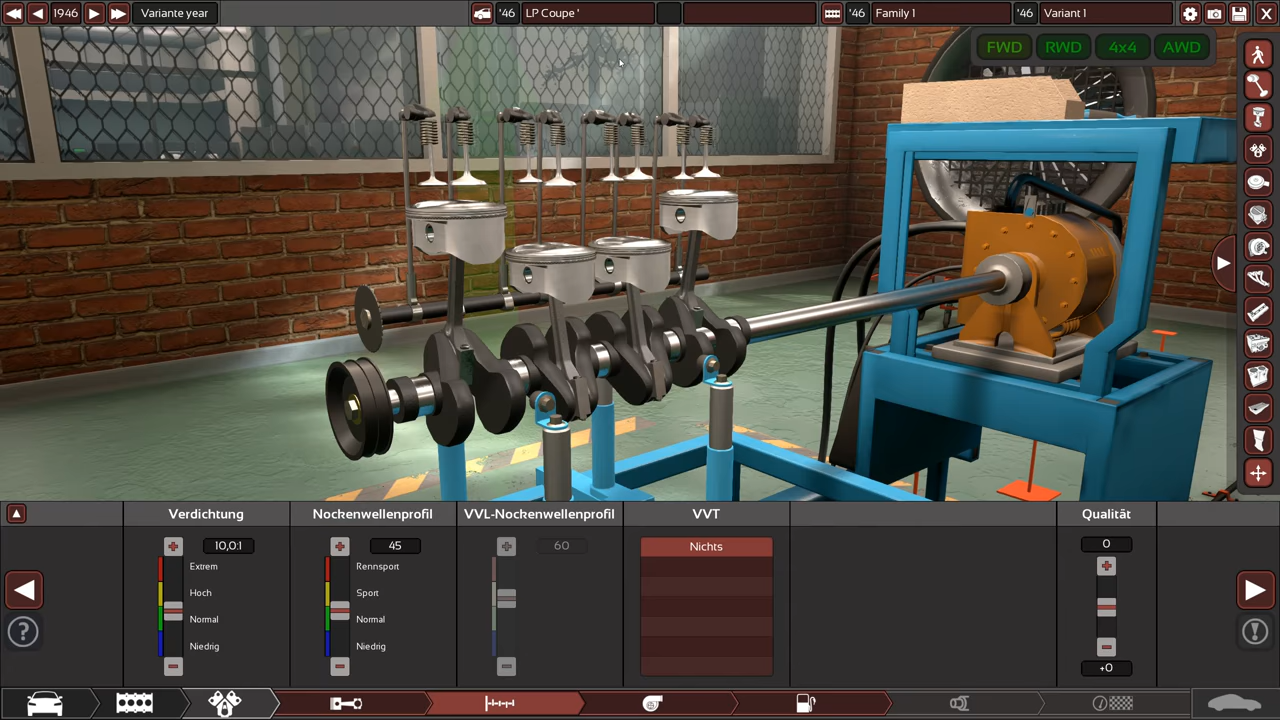 1946 Variante year '46 LP Coupe ' '46 Family 1 '46 Variant 1
FWD RWD 4x4 AWD
Verdichtung Nockenwellenprofil VVL-Nockenwellenprofil VVT Qualität
10,0:1 45 60 Nichts 0
Extrem Rennsport
Hoch Sport
Normal Normal
Niedrig Niedrig
+0